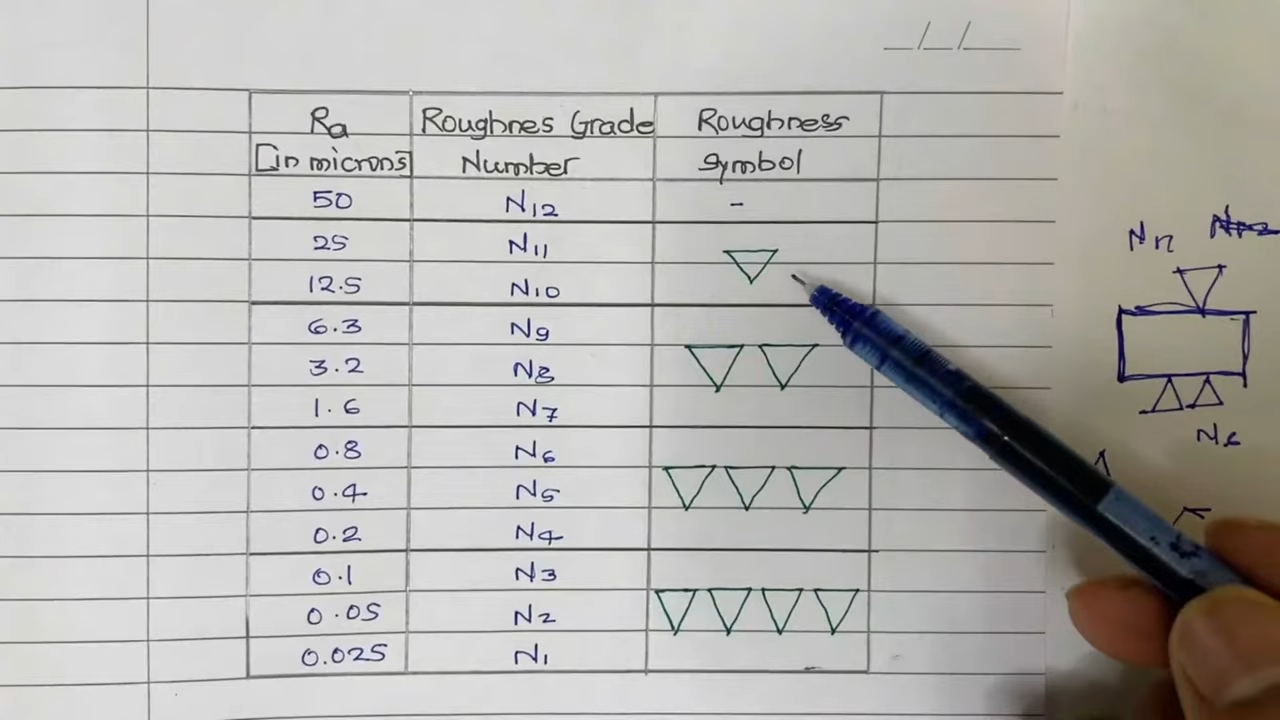 _/_/_
Ra Roughnes Grade Roughness
[in microns] Number Symbol
50 N12 -
25 N11
12.5 N10
6.3 N9
3.2 N8
1.6 N7
0.8 N6
0.4 N5
0.2 N4
0.1 N3
0.05 N2
0.025 N1
N12
N6